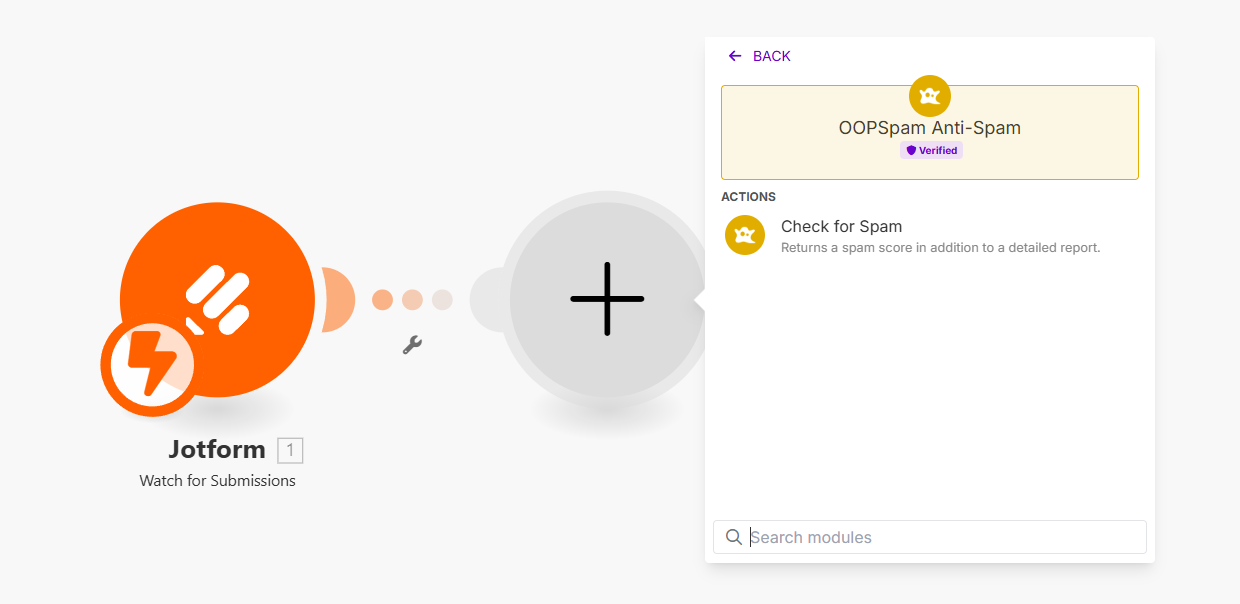 BACK
OOPSpam Anti-Spam
Verified
ACTIONS
Check for Spam
Returns a spam score in addition to a detailed report.
Jotform 1
Watch for Submissions
Search modules